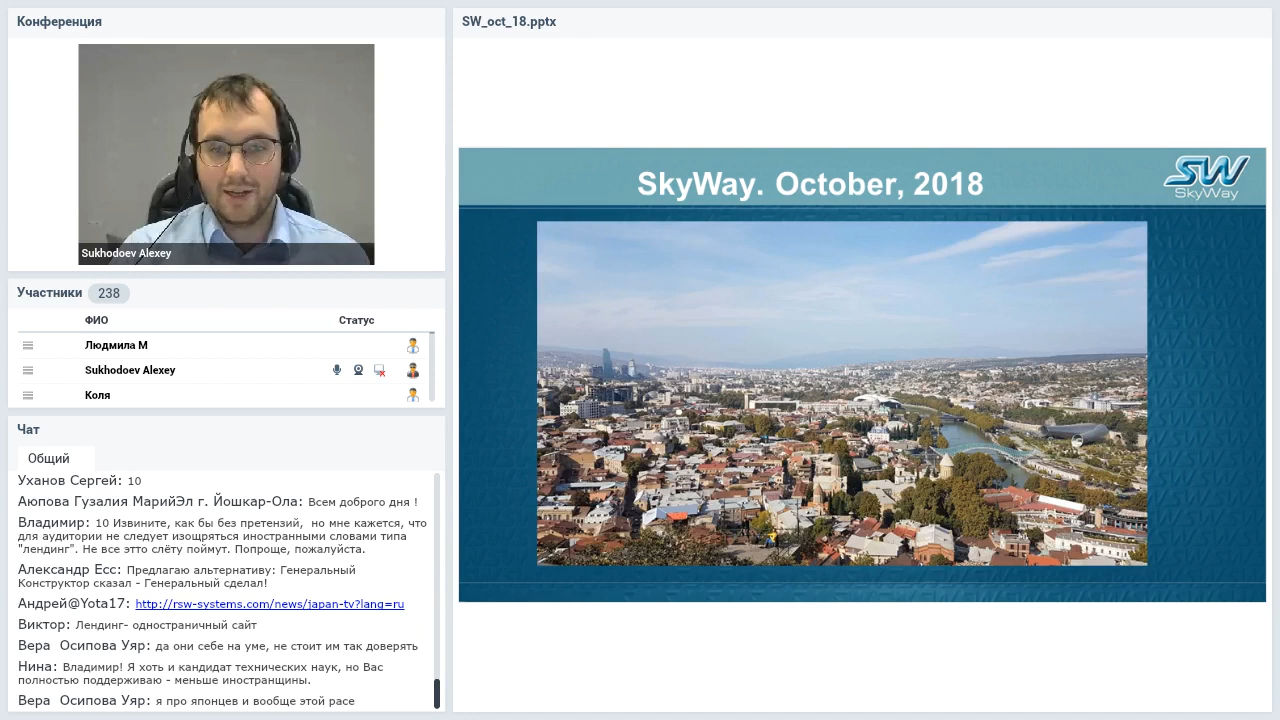 Конференция
Sukhodoev Alexey
Участники 238
ФИО Статус
Людмила М
Sukhodoev Alexey
Коля
Чат
Общий
Уханов Сергей: 10
Аюпова Гузалия МарийЭл г. Йошкар-Ола: Всем доброго дня !
Владимир: 10 Извините, как бы без претензий, но мне кажется, что
для аудитории не следует изощряться иностранными словами типа
"лендинг". Не все этто слёту поймут. Попроще, пожалуйста.
Александр Есс: Предлагаю альтернативу: Генеральный
Конструктор сказал - Генеральный сделал!
Андрей@Yota17: http://rsw-systems.com/news/japan-tv?lang=ru
Виктор: Лендинг- одностраничный сайт
Вера Осипова Уяр: да они себе на уме, не стоит им так доверять
Нина: Владимир! Я хоть и кандидат технических наук, но Вас
полностью поддерживаю - меньше иностранщины.
Вера Осипова Уяр: я про японцев и вообще этой расе
SW_oct_18.pptx
SkyWay. October, 2018
SW
SkyWay